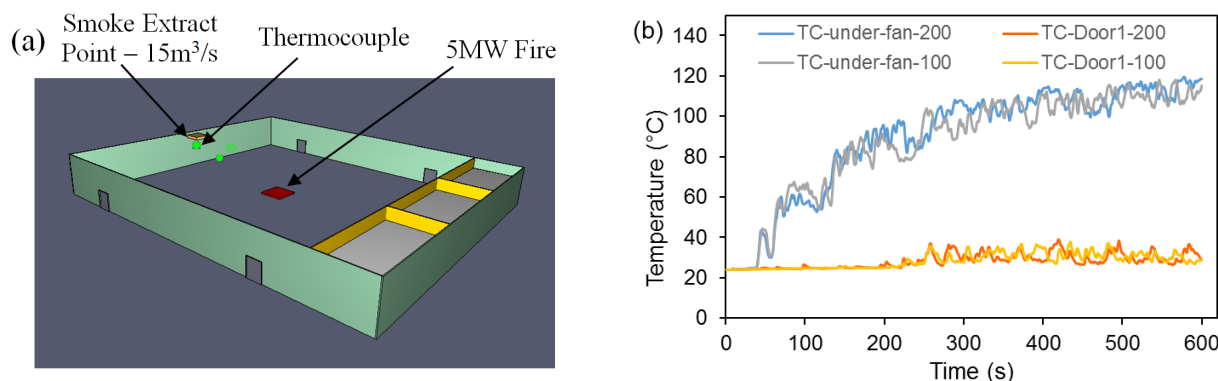 (a)
Smoke Extract
Point – 15m³/s
Thermocouple
5MW Fire
(b)
TC-under-fan-200
TC-Door1-200
TC-under-fan-100
TC-Door1-100
Temperature (°C)
140
120
100
80
60
40
20
0
0
100
200
300
400
500
600
Time (s)